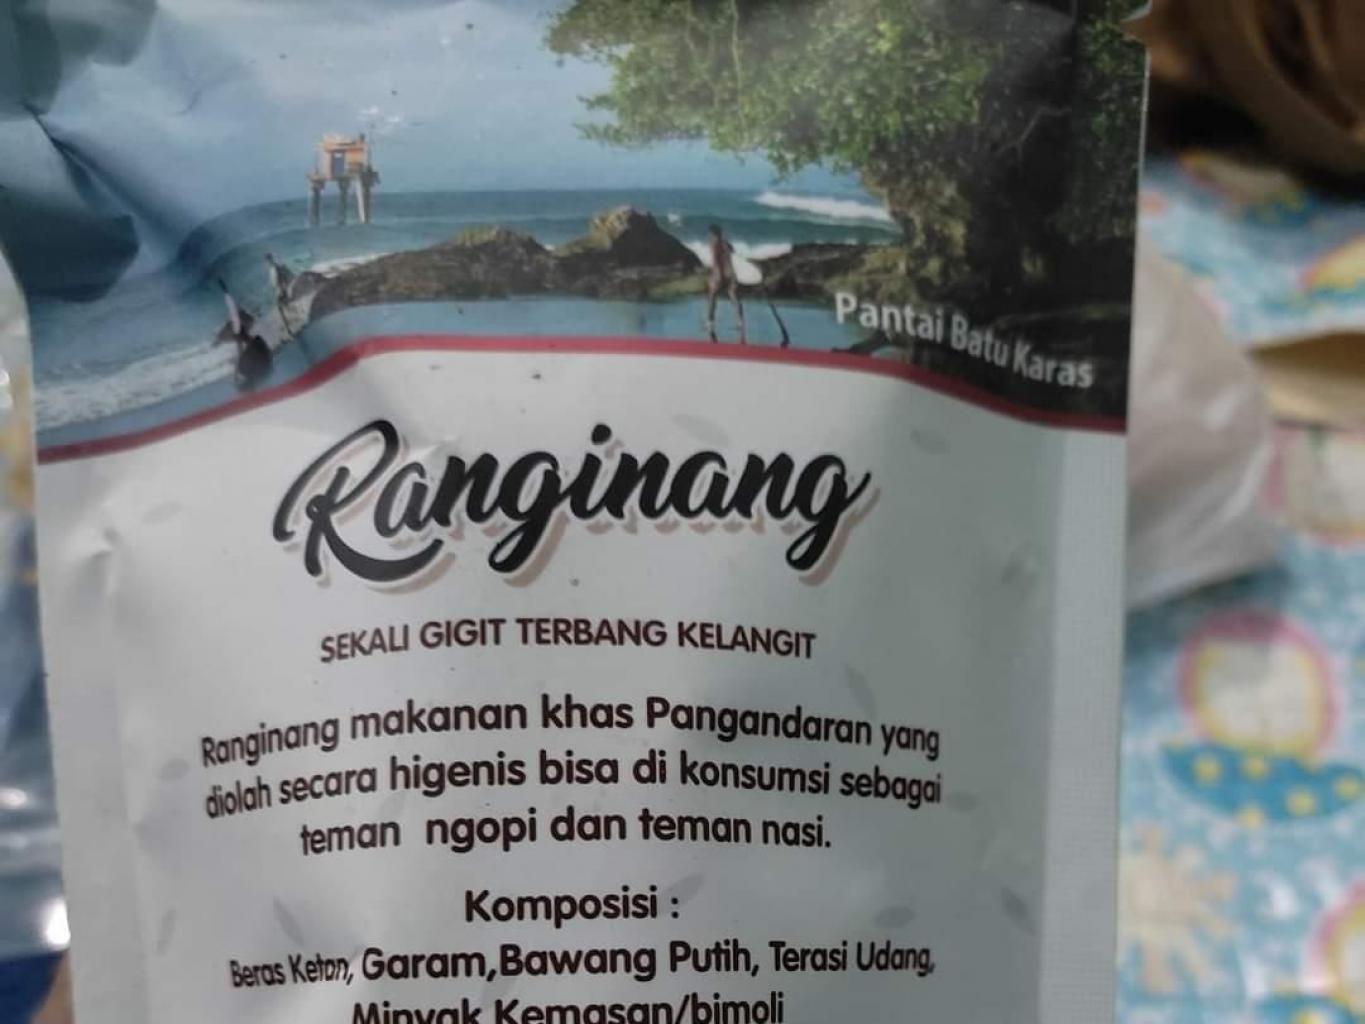 Pantai Batu Karas
Ranginang
SEKALI GIGIT TERBANG KELANGIT
Ranginang makanan khas Pangandaran yang
diolah secara higenis bisa di konsumsi sebagai
teman ngopi dan teman nasi.
Komposisi :
Beras Ketan, Garam,Bawang Putih, Terasi Udang,
Minyak Kemasan/bimoli